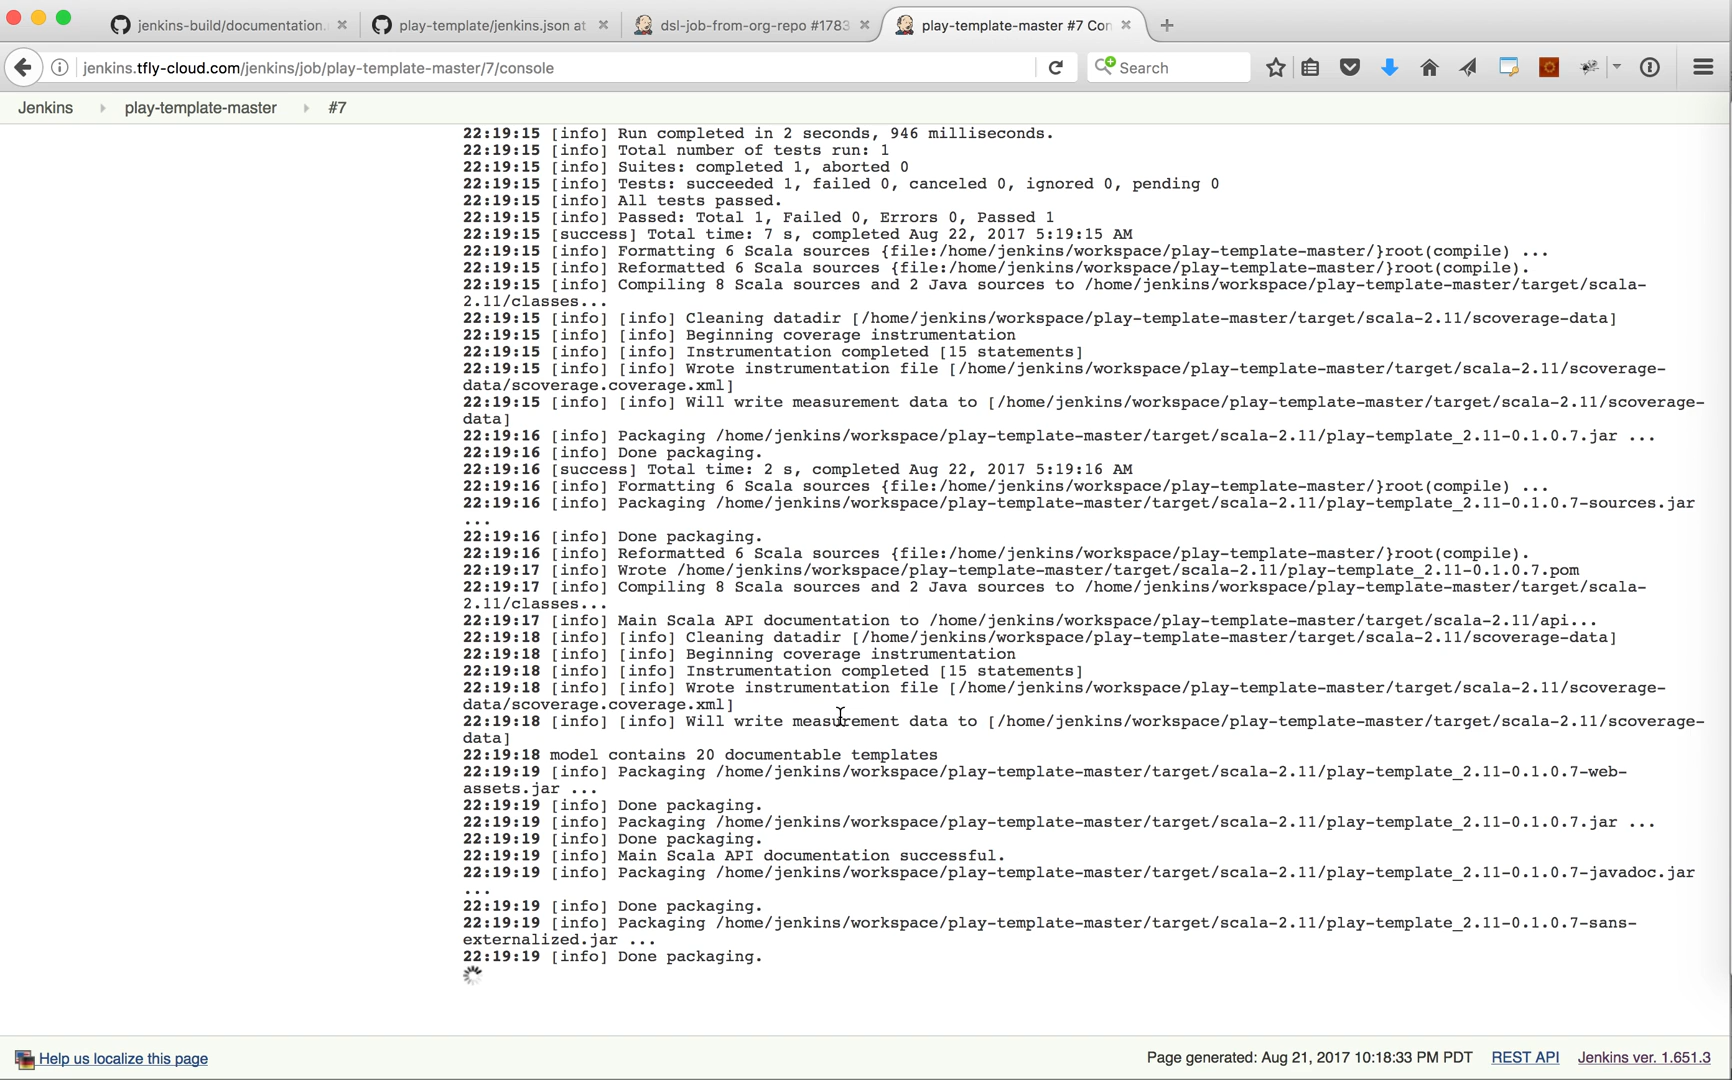 jenkins-build/documentation.
play-template/jenkins.json at
dsl-job-from-org-repo #1783
play-template-master #7 Con
jenkins.tfly-cloud.com/jenkins/job/play-template-master/7/console
Search
Jenkins play-template-master #7
22:19:15 [info] Run completed in 2 seconds, 946 milliseconds.
22:19:15 [info] Total number of tests run: 1
22:19:15 [info] Suites: completed 1, aborted 0
22:19:15 [info] Tests: succeeded 1, failed 0, canceled 0, ignored 0, pending 0
22:19:15 [info] All tests passed.
22:19:15 [info] Passed: Total 1, Failed 0, Errors 0, Passed 1
22:19:15 [success] Total time: 7 s, completed Aug 22, 2017 5:19:15 AM
22:19:15 [info] Formatting 6 Scala sources {file:/home/jenkins/workspace/play-template-master/}root(compile) ...
22:19:15 [info] Reformatted 6 Scala sources {file:/home/jenkins/workspace/play-template-master/}root(compile).
22:19:15 [info] Compiling 8 Scala sources and 2 Java sources to /home/jenkins/workspace/play-template-master/target/scala-
2.11/classes...
22:19:15 [info] [info] Cleaning datadir [/home/jenkins/workspace/play-template-master/target/scala-2.11/scoverage-data]
22:19:15 [info] [info] Beginning coverage instrumentation
22:19:15 [info] [info] Instrumentation completed [15 statements]
22:19:15 [info] [info] Wrote instrumentation file [/home/jenkins/workspace/play-template-master/target/scala-2.11/scoverage-
data/scoverage.coverage.xml]
22:19:15 [info] [info] Will write measurement data to [/home/jenkins/workspace/play-template-master/target/scala-2.11/scoverage-
data]
22:19:16 [info] Packaging /home/jenkins/workspace/play-template-master/target/scala-2.11/play-template_2.11-0.1.0.7.jar ...
22:19:16 [info] Done packaging.
22:19:16 [success] Total time: 2 s, completed Aug 22, 2017 5:19:16 AM
22:19:16 [info] Formatting 6 Scala sources {file:/home/jenkins/workspace/play-template-master/}root(compile) ...
22:19:16 [info] Packaging /home/jenkins/workspace/play-template-master/target/scala-2.11/play-template_2.11-0.1.0.7-sources.jar
...
22:19:16 [info] Done packaging.
22:19:16 [info] Reformatted 6 Scala sources {file:/home/jenkins/workspace/play-template-master/}root(compile).
22:19:17 [info] Wrote /home/jenkins/workspace/play-template-master/target/scala-2.11/play-template_2.11-0.1.0.7.pom
22:19:17 [info] Compiling 8 Scala sources and 2 Java sources to /home/jenkins/workspace/play-template-master/target/scala-
2.11/classes...
22:19:17 [info] Main Scala API documentation to /home/jenkins/workspace/play-template-master/target/scala-2.11/api...
22:19:18 [info] [info] Cleaning datadir [/home/jenkins/workspace/play-template-master/target/scala-2.11/scoverage-data]
22:19:18 [info] [info] Beginning coverage instrumentation
22:19:18 [info] [info] Instrumentation completed [15 statements]
22:19:18 [info] [info] Wrote instrumentation file [/home/jenkins/workspace/play-template-master/target/scala-2.11/scoverage-
data/scoverage.coverage.xml]
22:19:18 [info] [info] Will write measurement data to [/home/jenkins/workspace/play-template-master/target/scala-2.11/scoverage-
data]
22:19:18 model contains 20 documentable templates
22:19:19 [info] Packaging /home/jenkins/workspace/play-template-master/target/scala-2.11/play-template_2.11-0.1.0.7-web-
assets.jar ...
22:19:19 [info] Done packaging.
22:19:19 [info] Packaging /home/jenkins/workspace/play-template-master/target/scala-2.11/play-template_2.11-0.1.0.7.jar ...
22:19:19 [info] Done packaging.
22:19:19 [info] Main Scala API documentation successful.
22:19:19 [info] Packaging /home/jenkins/workspace/play-template-master/target/scala-2.11/play-template_2.11-0.1.0.7-javadoc.jar
...
22:19:19 [info] Done packaging.
22:19:19 [info] Packaging /home/jenkins/workspace/play-template-master/target/scala-2.11/play-template_2.11-0.1.0.7-sans-
externalized.jar ...
22:19:19 [info] Done packaging.
Help us localize this page
Page generated: Aug 21, 2017 10:18:33 PM PDT REST API Jenkins ver. 1.651.3